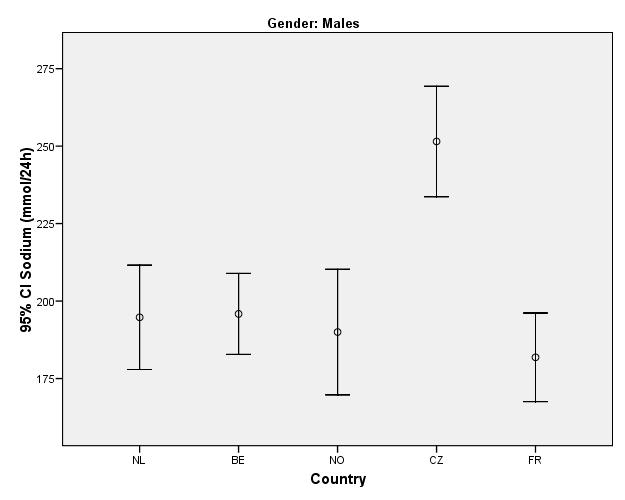 Gender: Males
95% CI Sodium (mmol/24h)
275
250
225
200
175
NL BE NO CZ FR
Country